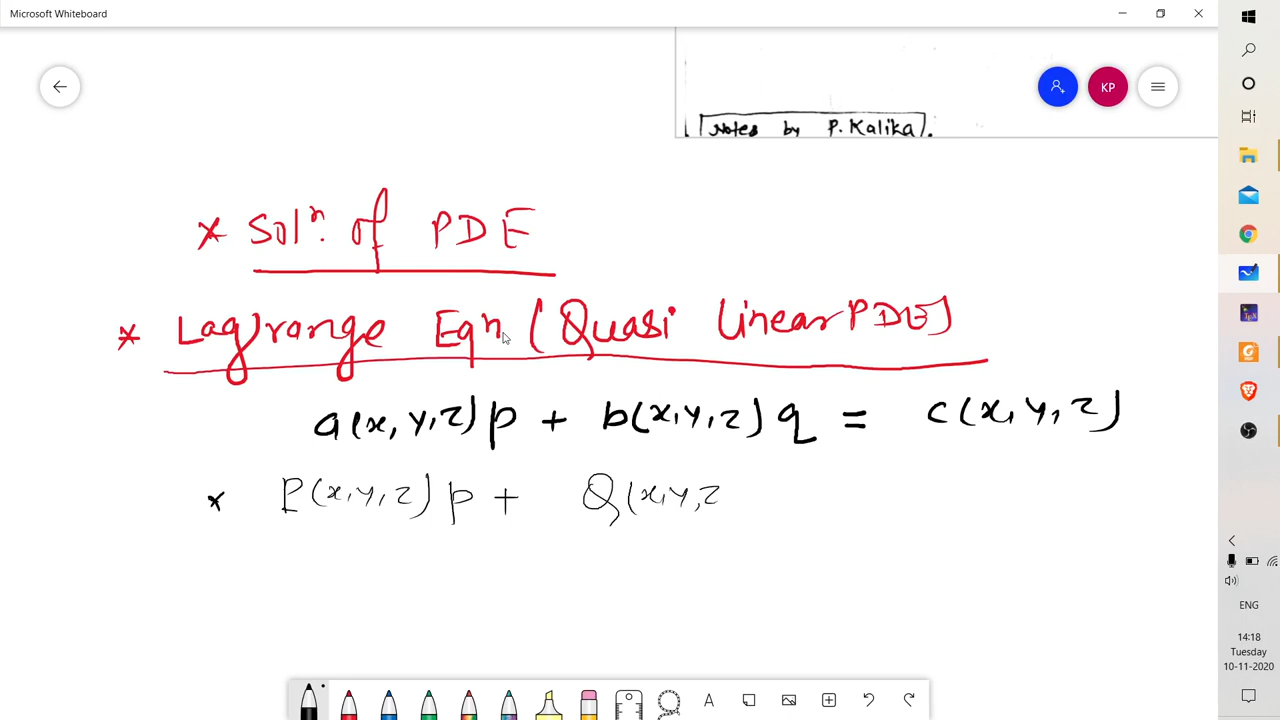 Microsoft Whiteboard
KP
Notes by P. Kalika.
* Solⁿ. of PDE
* Lagrange Eqⁿ (Quasi linear PDE)
a(x, y, z) p + b(x, y, z) q = c(x, y, z)
* P(x, y, z) p + Q(x, y, z
ENG
14:18
Tuesday
10-11-2020